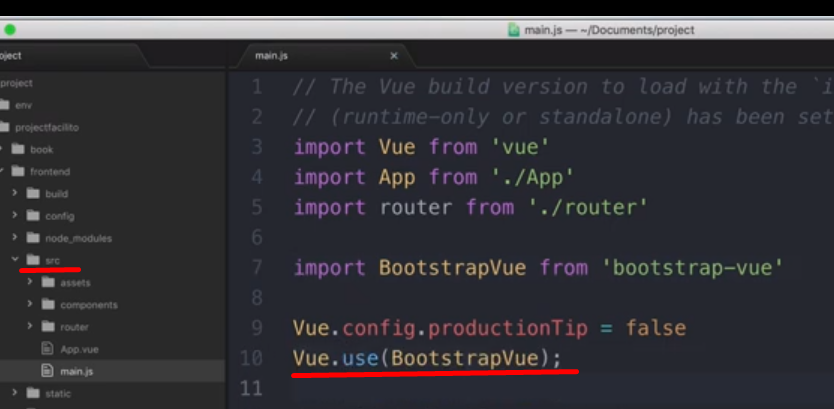 main.js — ~/Documents/project
main.js
project
env
projectfacilito
book
frontend
build
config
node_modules
src
assets
components
router
App.vue
main.js
static
1 // The Vue build version to load with the `i
2 // (runtime-only or standalone) has been set
3 import Vue from 'vue'
4 import App from './App'
5 import router from './router'
6
7 import BootstrapVue from 'bootstrap-vue'
8
9 Vue.config.productionTip = false
10 Vue.use(BootstrapVue);
11